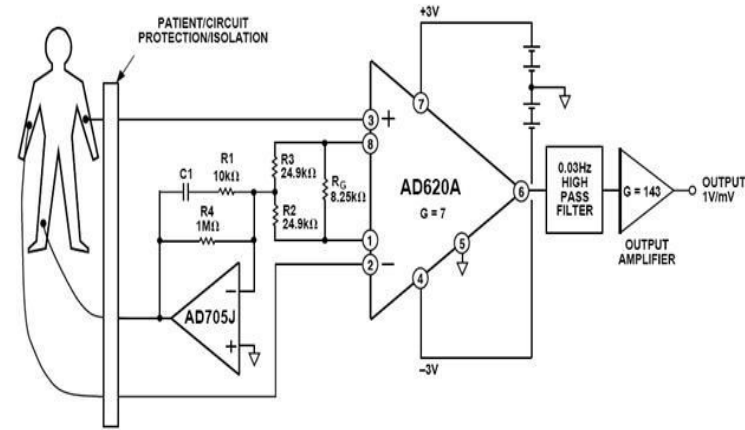 PATIENT/CIRCUIT
PROTECTION/ISOLATION
+3V
7
3 +
8
C1
R1
10kΩ
R3
24.9kΩ
RG
8.25kΩ
AD620A
G = 7
6
0.03Hz
HIGH
PASS
FILTER
G = 143
OUTPUT
1V/mV
OUTPUT
AMPLIFIER
R4
1MΩ
R2
24.9kΩ
1
2 −
5
4
AD705J
−
+
−3V